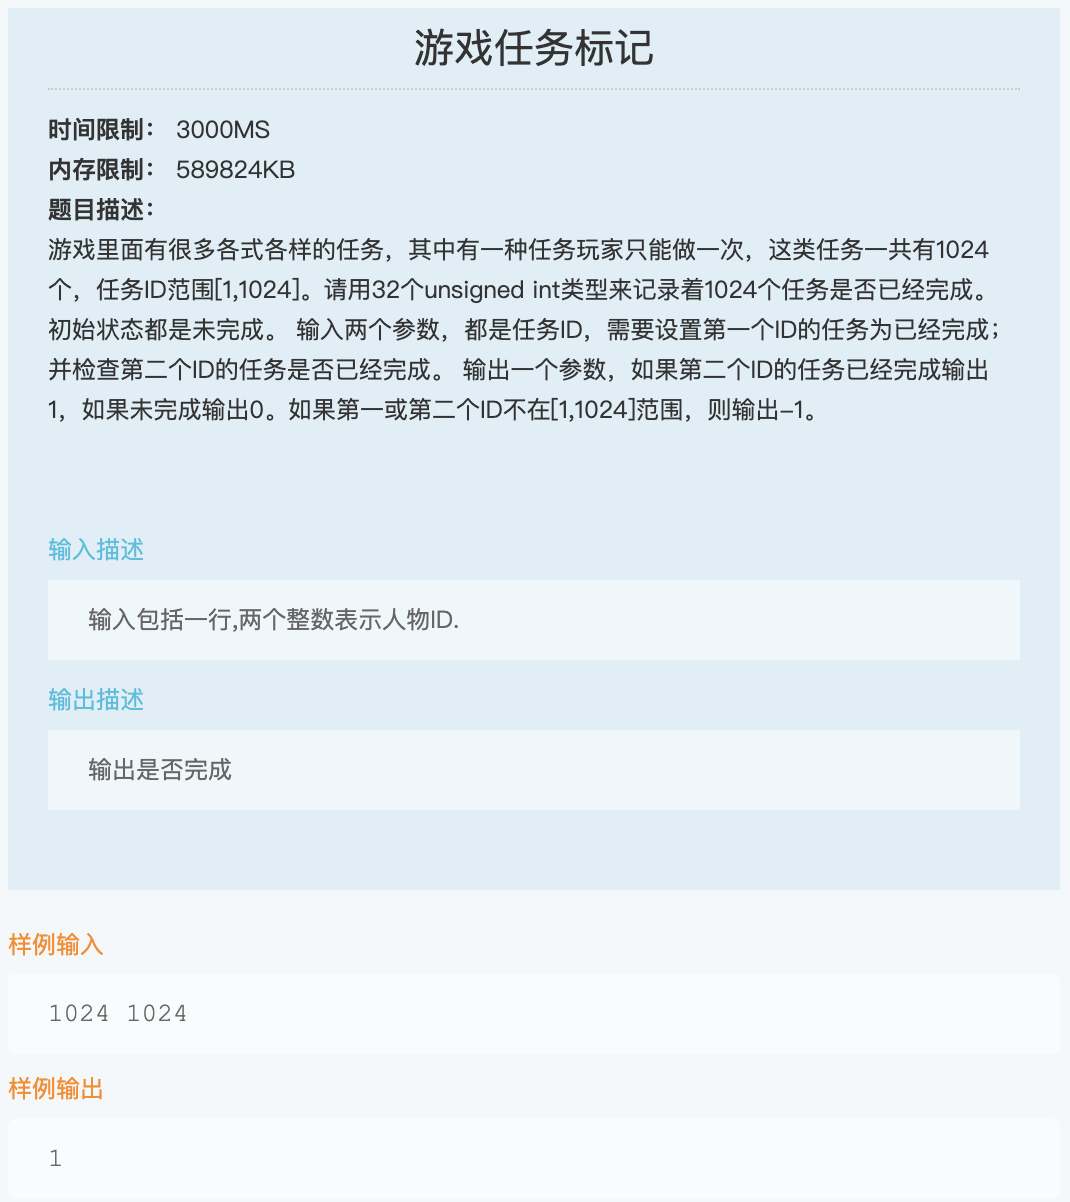 游戏任务标记
时间限制： 3000MS
内存限制： 589824KB
题目描述：
游戏里面有很多各式各样的任务，其中有一种任务玩家只能做一次，这类任务一共有1024
个，任务ID范围[1,1024]。请用32个unsigned int类型来记录着1024个任务是否已经完成。
初始状态都是未完成。 输入两个参数，都是任务ID，需要设置第一个ID的任务为已经完成；
并检查第二个ID的任务是否已经完成。 输出一个参数，如果第二个ID的任务已经完成输出
1，如果未完成输出0。如果第一或第二个ID不在[1,1024]范围，则输出-1。
输入描述
输入包括一行,两个整数表示人物ID.
输出描述
输出是否完成
样例输入
1024 1024
样例输出
1